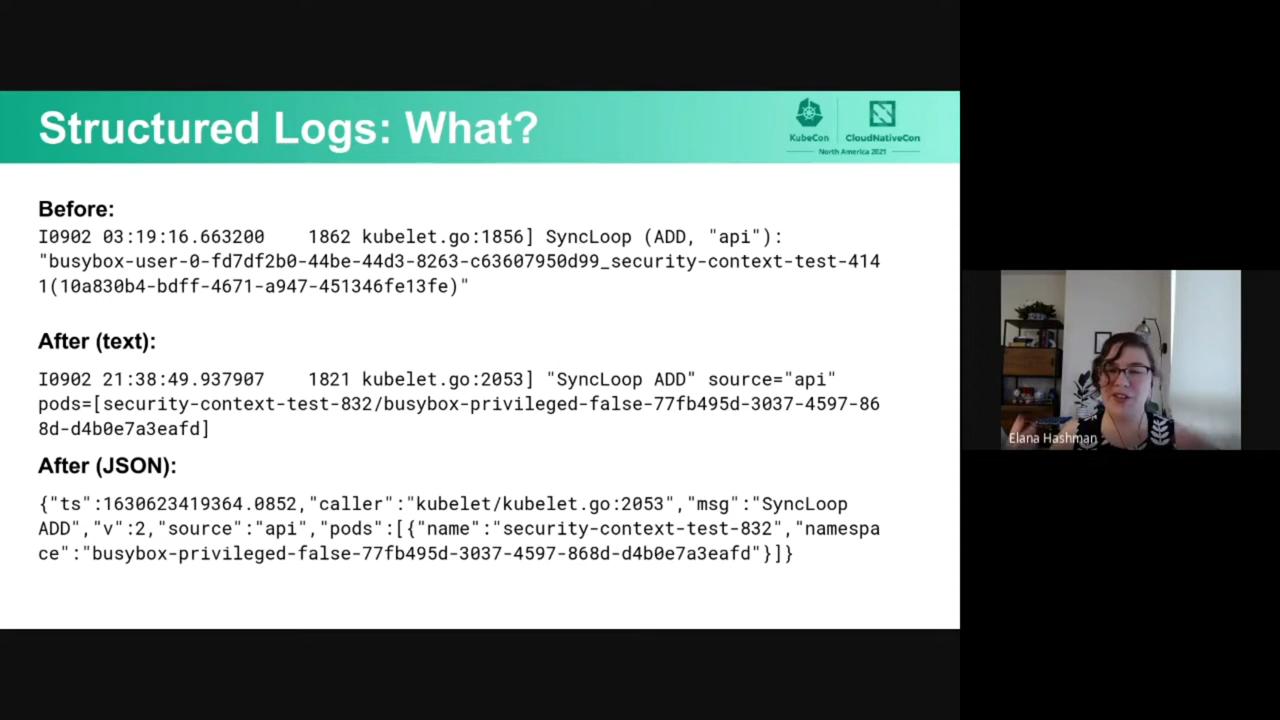 Structured Logs: What?
KubeCon
CloudNativeCon
North America 2021
Before:
I0902 03:19:16.663200    1862 kubelet.go:1856] SyncLoop (ADD, "api"):
"busybox-user-0-fd7df2b0-44be-44d3-8263-c63607950d99_security-context-test-414
1(10a830b4-bdff-4671-a947-451346fe13fe)"
After (text):
I0902 21:38:49.937907    1821 kubelet.go:2053] "SyncLoop ADD" source="api"
pods=[security-context-test-832/busybox-privileged-false-77fb495d-3037-4597-86
8d-d4b0e7a3eafd]
After (JSON):
{"ts":1630623419364.0852,"caller":"kubelet/kubelet.go:2053","msg":"SyncLoop
ADD","v":2,"source":"api","pods":[{"name":"security-context-test-832","namespa
ce":"busybox-privileged-false-77fb495d-3037-4597-868d-d4b0e7a3eafd"}]}
Elana Hashman